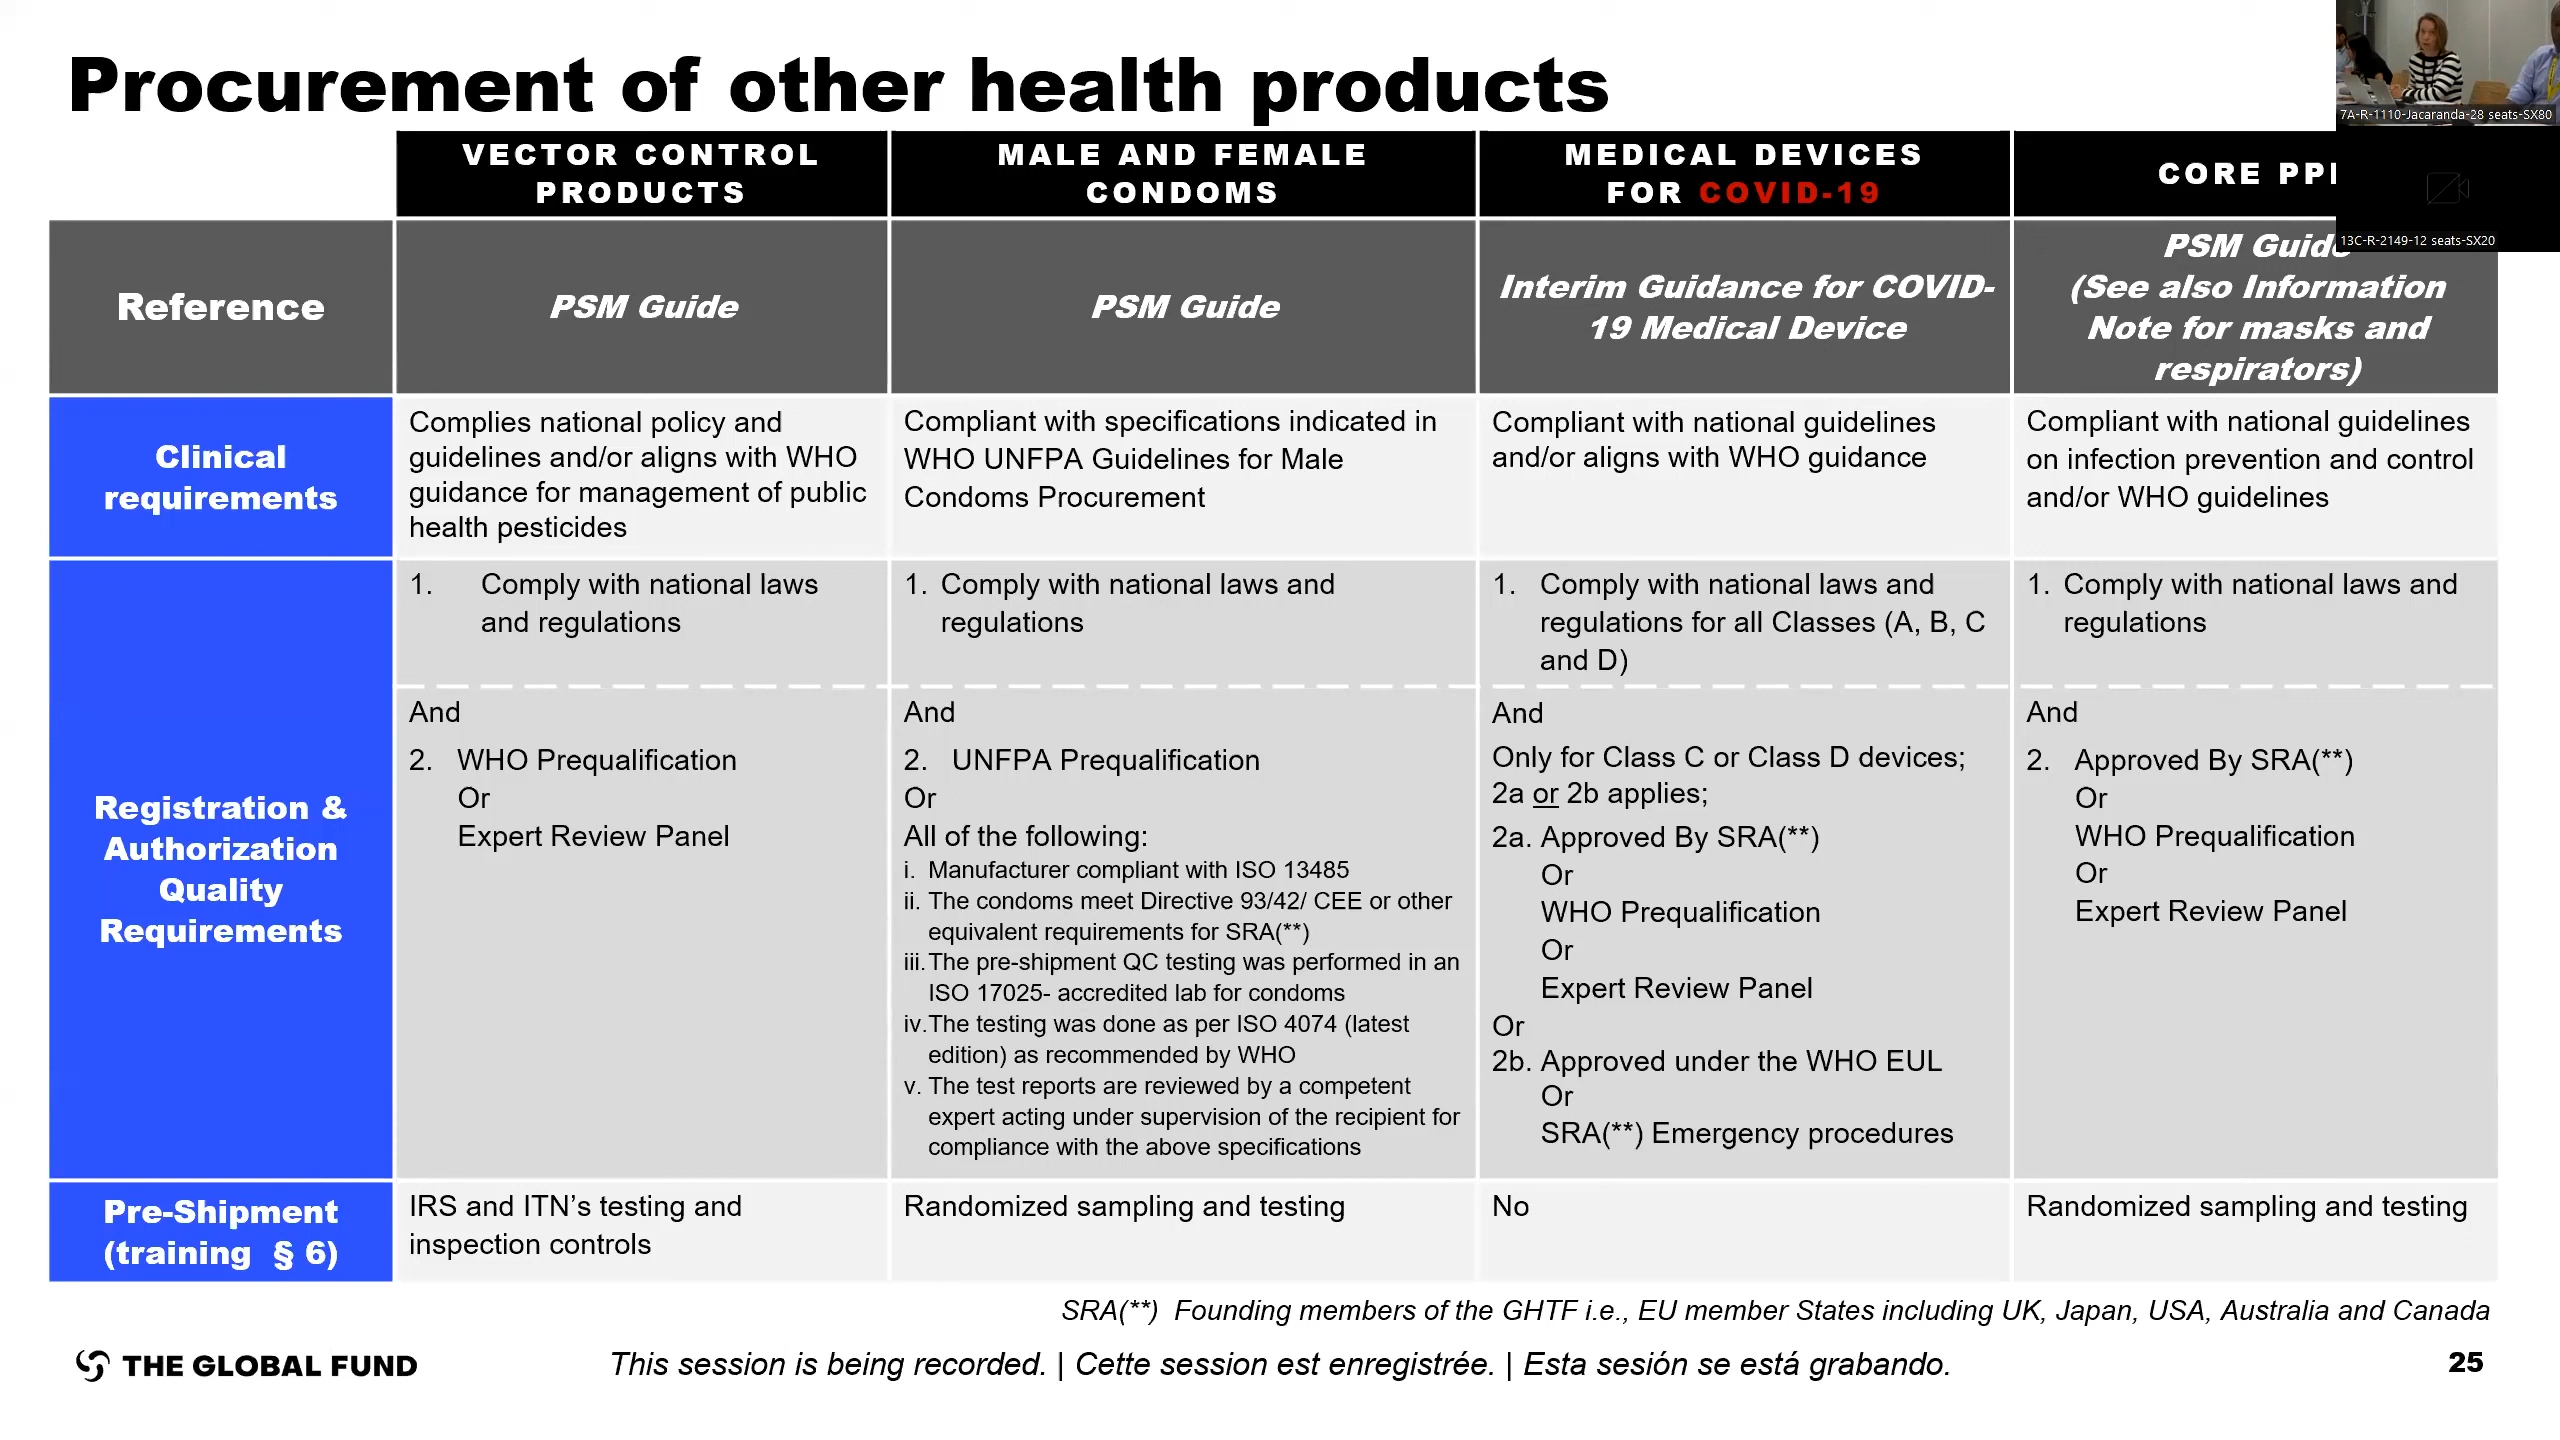 Procurement of other health products
7A-R-1110-Jacaranda-28 seats-SX80
VECTOR CONTROL
PRODUCTS
MALE AND FEMALE
CONDOMS
MEDICAL DEVICES
FOR COVID-19
CORE
13C-R-2149-12 seats-SX20
Reference
PSM Guide
PSM Guide
Interim Guidance for COVID-
19 Medical Device
PSM Guide
(See also Information
Note for masks and
respirators)
Clinical
requirements
Complies national policy and
guidelines and/or aligns with WHO
guidance for management of public
health pesticides
Compliant with specifications indicated in
WHO UNFPA Guidelines for Male
Condoms Procurement
Compliant with national guidelines
and/or aligns with WHO guidance
Compliant with national guidelines
on infection prevention and control
and/or WHO guidelines
Registration &
Authorization
Quality
Requirements
1. Comply with national laws
and regulations
And
2. WHO Prequalification
Or
Expert Review Panel
1. Comply with national laws and
regulations
And
2. UNFPA Prequalification
Or
All of the following:
i. Manufacturer compliant with ISO 13485
ii. The condoms meet Directive 93/42/ CEE or other
equivalent requirements for SRA(**)
iii. The pre-shipment QC testing was performed in an
ISO 17025- accredited lab for condoms
iv. The testing was done as per ISO 4074 (latest
edition) as recommended by WHO
v. The test reports are reviewed by a competent
expert acting under supervision of the recipient for
compliance with the above specifications
1. Comply with national laws and
regulations for all Classes (A, B, C
and D)
And
Only for Class C or Class D devices;
2a or 2b applies;
2a. Approved By SRA(**)
Or
WHO Prequalification
Or
Expert Review Panel
Or
2b. Approved under the WHO EUL
Or
SRA(**) Emergency procedures
1. Comply with national laws and
regulations
And
2. Approved By SRA(**)
Or
WHO Prequalification
Or
Expert Review Panel
Pre-Shipment
(training § 6)
IRS and ITN’s testing and
inspection controls
Randomized sampling and testing
No
Randomized sampling and testing
SRA(**) Founding members of the GHTF i.e., EU member States including UK, Japan, USA, Australia and Canada
THE GLOBAL FUND
This session is being recorded. | Cette session est enregistrée. | Esta sesión se está grabando.
25